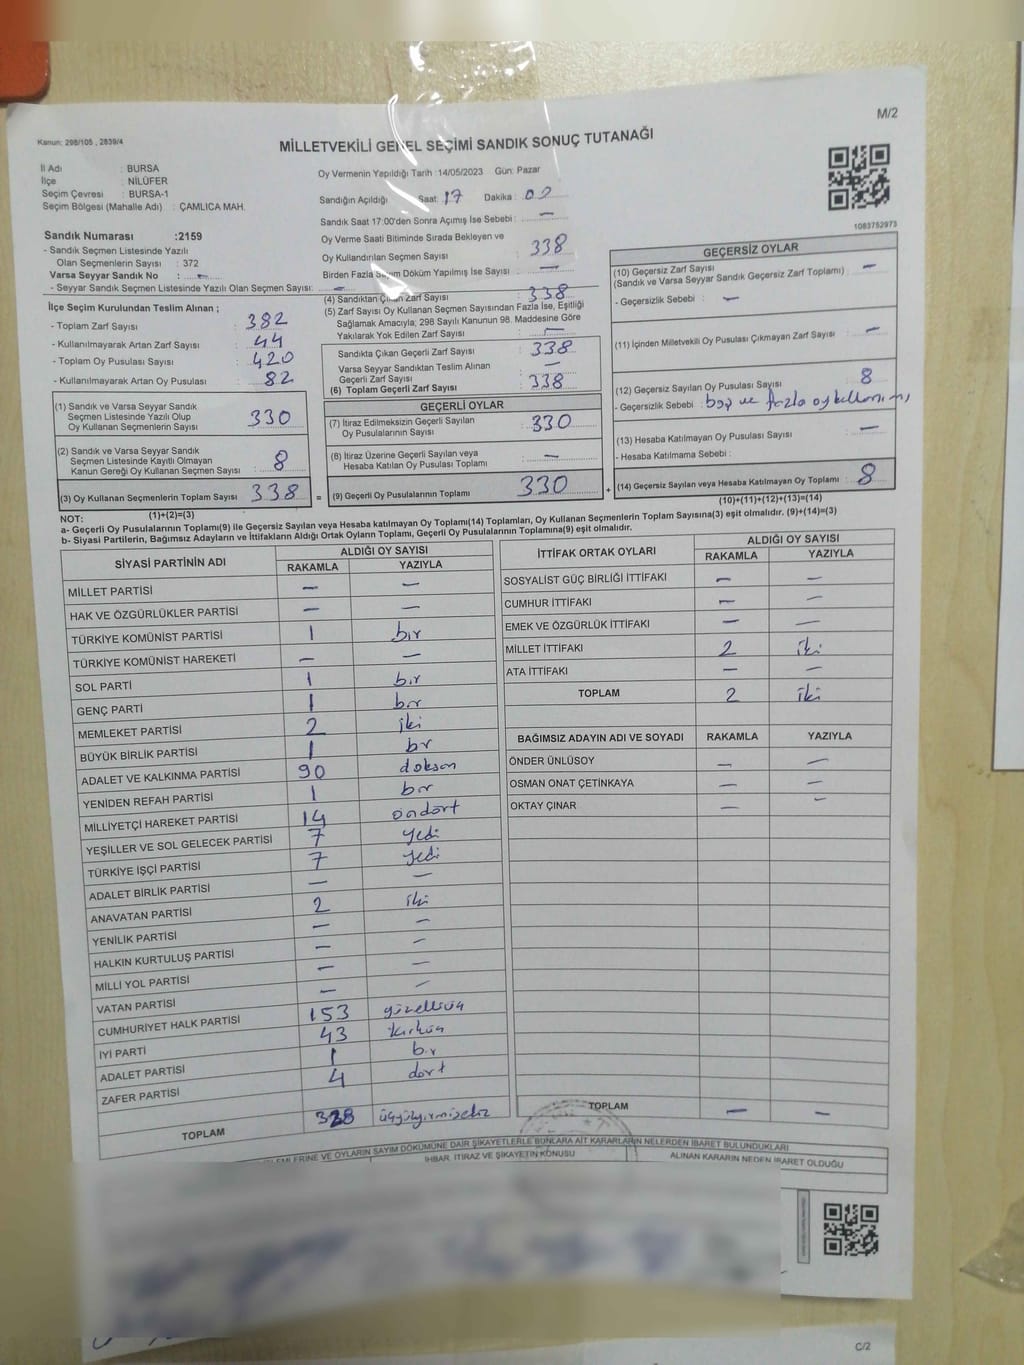 M/2
Kanun: 298/105 , 2839/4
MİLLETVEKİLİ GENEL SEÇİMİ SANDIK SONUÇ TUTANAĞI
İl Adı : BURSA
İlçe : NİLÜFER
Seçim Çevresi : BURSA-1
Seçim Bölgesi (Mahalle Adı) : ÇAMLICA MAH.
Oy Vermenin Yapıldığı Tarih :14/05/2023 Gün: Pazar
Sandığın Açıldığı Saat: 17 Dakika : 00
Sandık Saat 17:00'den Sonra Açımış İse Sebebi : —
Oy Verme Saati Bitiminde Sırada Bekleyen ve
Oy Kullandırılan Seçmen Sayısı : 338
Birden Fazla Seçim Döküm Yapılmış İse Sayısı : —
1083752973
Sandık Numarası :2159
- Sandık Seçmen Listesinde Yazılı
Olan Seçmenlerin Sayısı : 372
Varsa Seyyar Sandık No : —
- Seyyar Sandık Seçmen Listesinde Yazılı Olan Seçmen Sayısı: —
İlçe Seçim Kurulundan Teslim Alınan ;
- Toplam Zarf Sayısı : 382
- Kullanılmayarak Artan Zarf Sayısı : 44
- Toplam Oy Pusulası Sayısı : 420
- Kullanılmayarak Artan Oy Pusulası : 82
(1) Sandık ve Varsa Seyyar Sandık
Seçmen Listesinde Yazılı Olup
Oy Kullanan Seçmenlerin Sayısı : 330
(2) Sandık ve Varsa Seyyar Sandık
Seçmen Listesinde Kayıtlı Olmayan
Kanun Gereği Oy Kullanan Seçmen Sayısı : 8
(3) Oy Kullanan Seçmenlerin Toplam Sayısı : 338
(1)+(2)=(3)
(4) Sandıktan Çıkan Zarf Sayısı : 338
(5) Zarf Sayısı Oy Kullanan Seçmen Sayısından Fazla İse, Eşitliği
Sağlamak Amacıyla; 298 Sayılı Kanunun 98. Maddesine Göre
Yakılarak Yok Edilen Zarf Sayısı : —
Sandıkta Çıkan Geçerli Zarf Sayısı : 338
Varsa Seyyar Sandıktan Teslim Alınan
Geçerli Zarf Sayısı : —
(6) Toplam Geçerli Zarf Sayısı : 338
GEÇERLİ OYLAR
(7) İtiraz Edilmeksizin Geçerli Sayılan
Oy Pusulalarının Sayısı : 330
(8) İtiraz Üzerine Geçerli Sayılan veya
Hesaba Katılan Oy Pusulası Toplamı : —
= (9) Geçerli Oy Pusulalarının Toplamı : 330
GEÇERSİZ OYLAR
(10) Geçersiz Zarf Sayısı : —
(Sandık ve Varsa Seyyar Sandık Geçersiz Zarf Toplamı)
- Geçersizlik Sebebi : —
(11) İçinden Milletvekili Oy Pusulası Çıkmayan Zarf Sayısı : —
(12) Geçersiz Sayılan Oy Pusulası Sayısı : 8
- Geçersizlik Sebebi : boş ve fazla oy kullanımı
(13) Hesaba Katılmayan Oy Pusulası Sayısı : —
- Hesaba Katılmama Sebebi :
+ (14) Geçersiz Sayılan veya Hesaba Katılmayan Oy Toplamı : 8
(10)+(11)+(12)+(13)=(14)
NOT:
a- Geçerli Oy Pusulalarının Toplamı(9) ile Geçersiz Sayılan veya Hesaba katılmayan Oy Toplamı(14) Toplamları, Oy Kullanan Seçmenlerin Toplam Sayısına(3) eşit olmalıdır. (9)+(14)=(3)
b- Siyasi Partilerin, Bağımsız Adayların ve İttifakların Aldığı Ortak Oyların Toplamı, Geçerli Oy Pusulalarının Toplamına(9) eşit olmalıdır.
SİYASİ PARTİNİN ADI ALDIĞI OY SAYISI
RAKAMLA YAZIYLA
MİLLET PARTİSİ — —
HAK VE ÖZGÜRLÜKLER PARTİSİ — —
TÜRKİYE KOMÜNİST PARTİSİ 1 bir
TÜRKİYE KOMÜNİST HAREKETİ — —
SOL PARTİ 1 bir
GENÇ PARTİ 1 bir
MEMLEKET PARTİSİ 2 iki
BÜYÜK BİRLİK PARTİSİ 1 bir
ADALET VE KALKINMA PARTİSİ 90 doksan
YENİDEN REFAH PARTİSİ 1 bir
MİLLİYETÇİ HAREKET PARTİSİ 14 ondört
YEŞİLLER VE SOL GELECEK PARTİSİ 7 yedi
TÜRKİYE İŞÇİ PARTİSİ 7 yedi
ADALET BİRLİK PARTİSİ — —
ANAVATAN PARTİSİ 2 iki
YENİLİK PARTİSİ — —
HALKIN KURTULUŞ PARTİSİ — —
MİLLİ YOL PARTİSİ — —
VATAN PARTİSİ — —
CUMHURİYET HALK PARTİSİ 153 yüzelliüç
İYİ PARTİ 43 kırküç
ADALET PARTİSİ 1 bir
ZAFER PARTİSİ 4 dört
TOPLAM 328 üçyüzyirmisekiz
İTTİFAK ORTAK OYLARI ALDIĞI OY SAYISI
RAKAMLA YAZIYLA
SOSYALİST GÜÇ BİRLİĞİ İTTİFAKI — —
CUMHUR İTTİFAKI — —
EMEK VE ÖZGÜRLÜK İTTİFAKI — —
MİLLET İTTİFAKI 2 iki
ATA İTTİFAKI — —
TOPLAM 2 iki
BAĞIMSIZ ADAYIN ADI VE SOYADI RAKAMLA YAZIYLA
ÖNDER ÜNLÜSOY — —
OSMAN ONAT ÇETİNKAYA — —
OKTAY ÇINAR — —
TOPLAM — —
İŞLEMLERİNE VE OYLARIN SAYIM DÖKÜMÜNE DAİR ŞİKAYETLERLE BUNLARA AİT KARARLARIN NELERDEN İBARET BULUNDUKLARI
İHBAR, İTİRAZ VE ŞİKAYETİN KONUSU ALINAN KARARIN NEDEN İBARET OLDUĞU
C/2